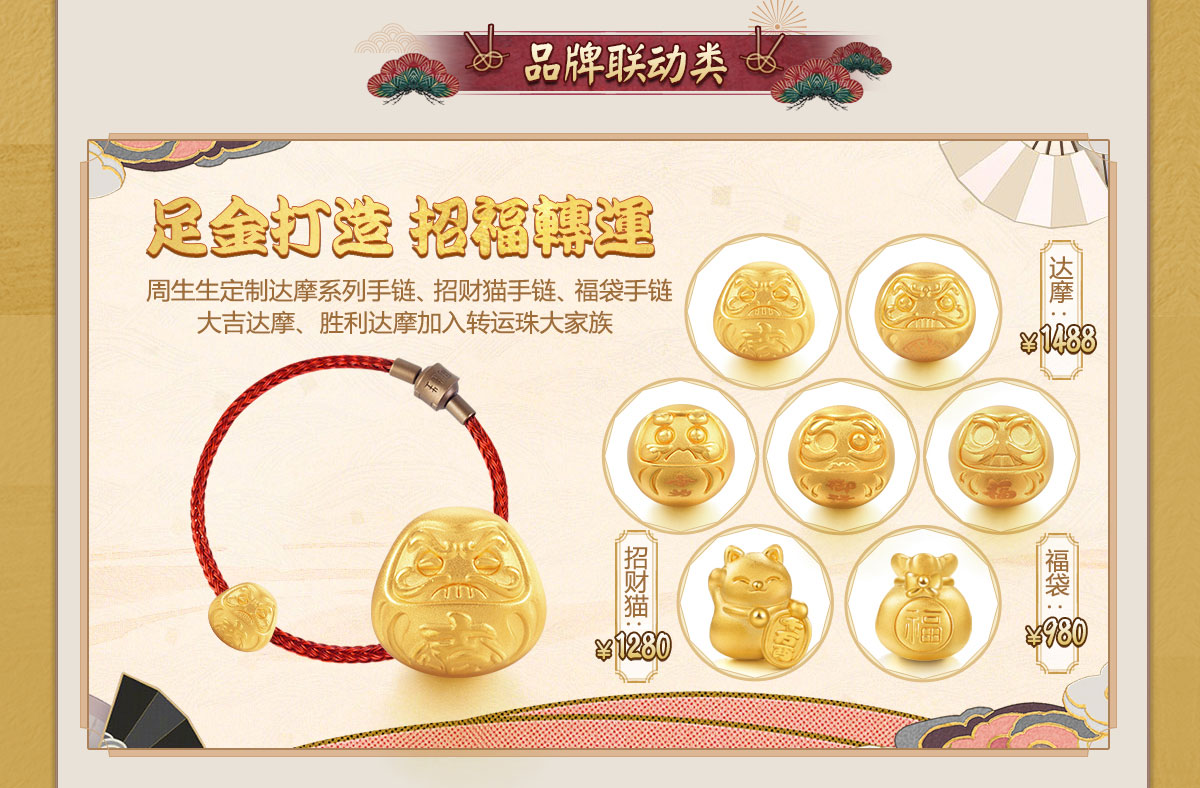 品牌联动类
足金打造 招福轉運
周生生定制达摩系列手链、招财猫手链、福袋手链
大吉达摩、胜利达摩加入转运珠大家族
达摩:
¥1488
招财猫:
¥1280
福袋:
¥980
福